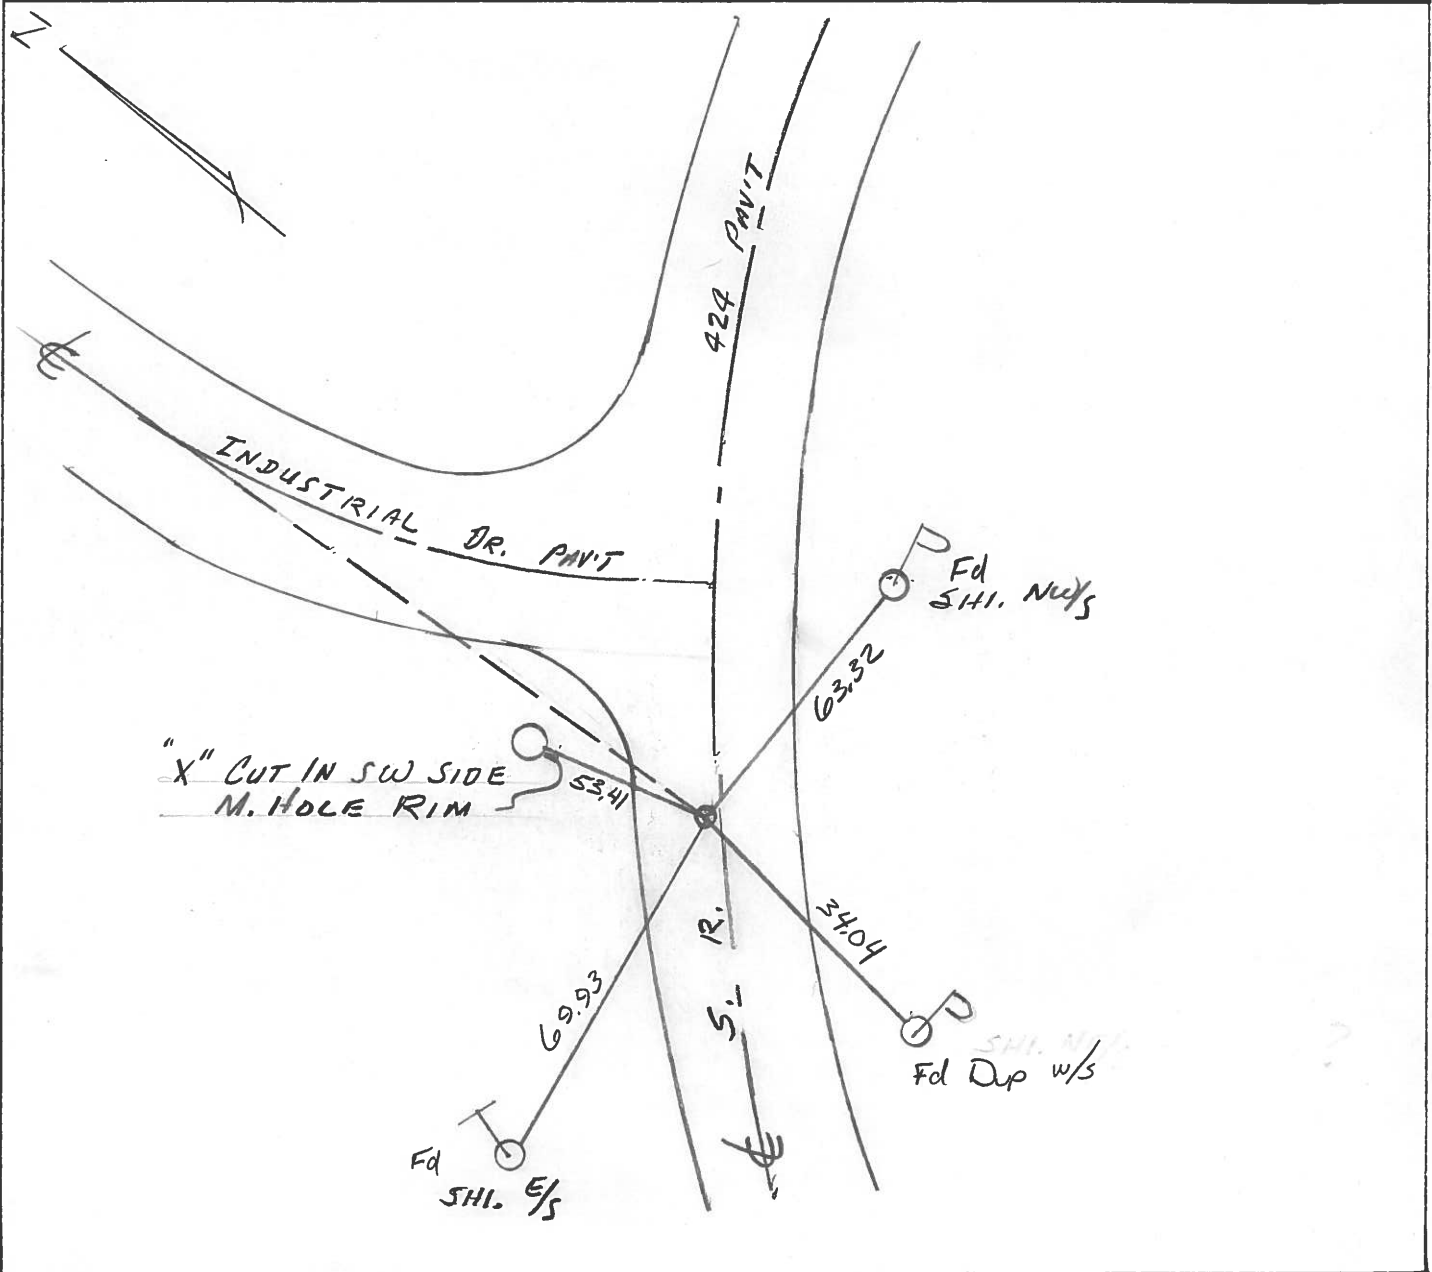 N
424 PAV'T
INDUSTRIAL DR. PAV'T
Fd
SHI. NW/S
63.32
"X" CUT IN SW SIDE
M. HOLE RIM
53.41
S. R.
34.04
69.93
Fd Dup W/S
Fd
SHI. E/S